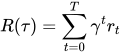 R(τ) = ∑_{t=0}^{T} γ^t r_t